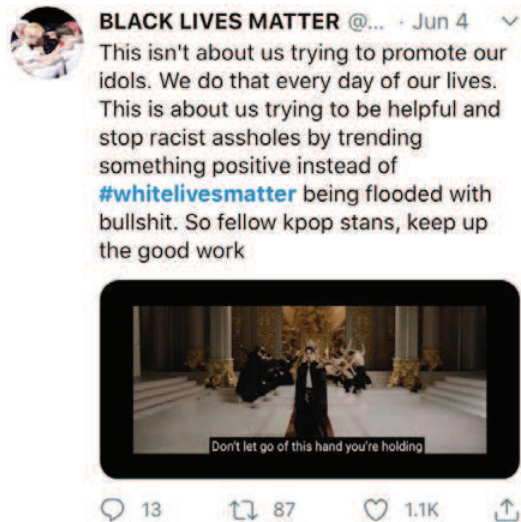 BLACK LIVES MATTER @... · Jun 4
This isn't about us trying to promote our
idols. We do that every day of our lives.
This is about us trying to be helpful and
stop racist assholes by trending
something positive instead of
#whitelivesmatter being flooded with
bullshit. So fellow kpop stans, keep up
the good work
Don't let go of this hand you're holding
13 87 1.1K